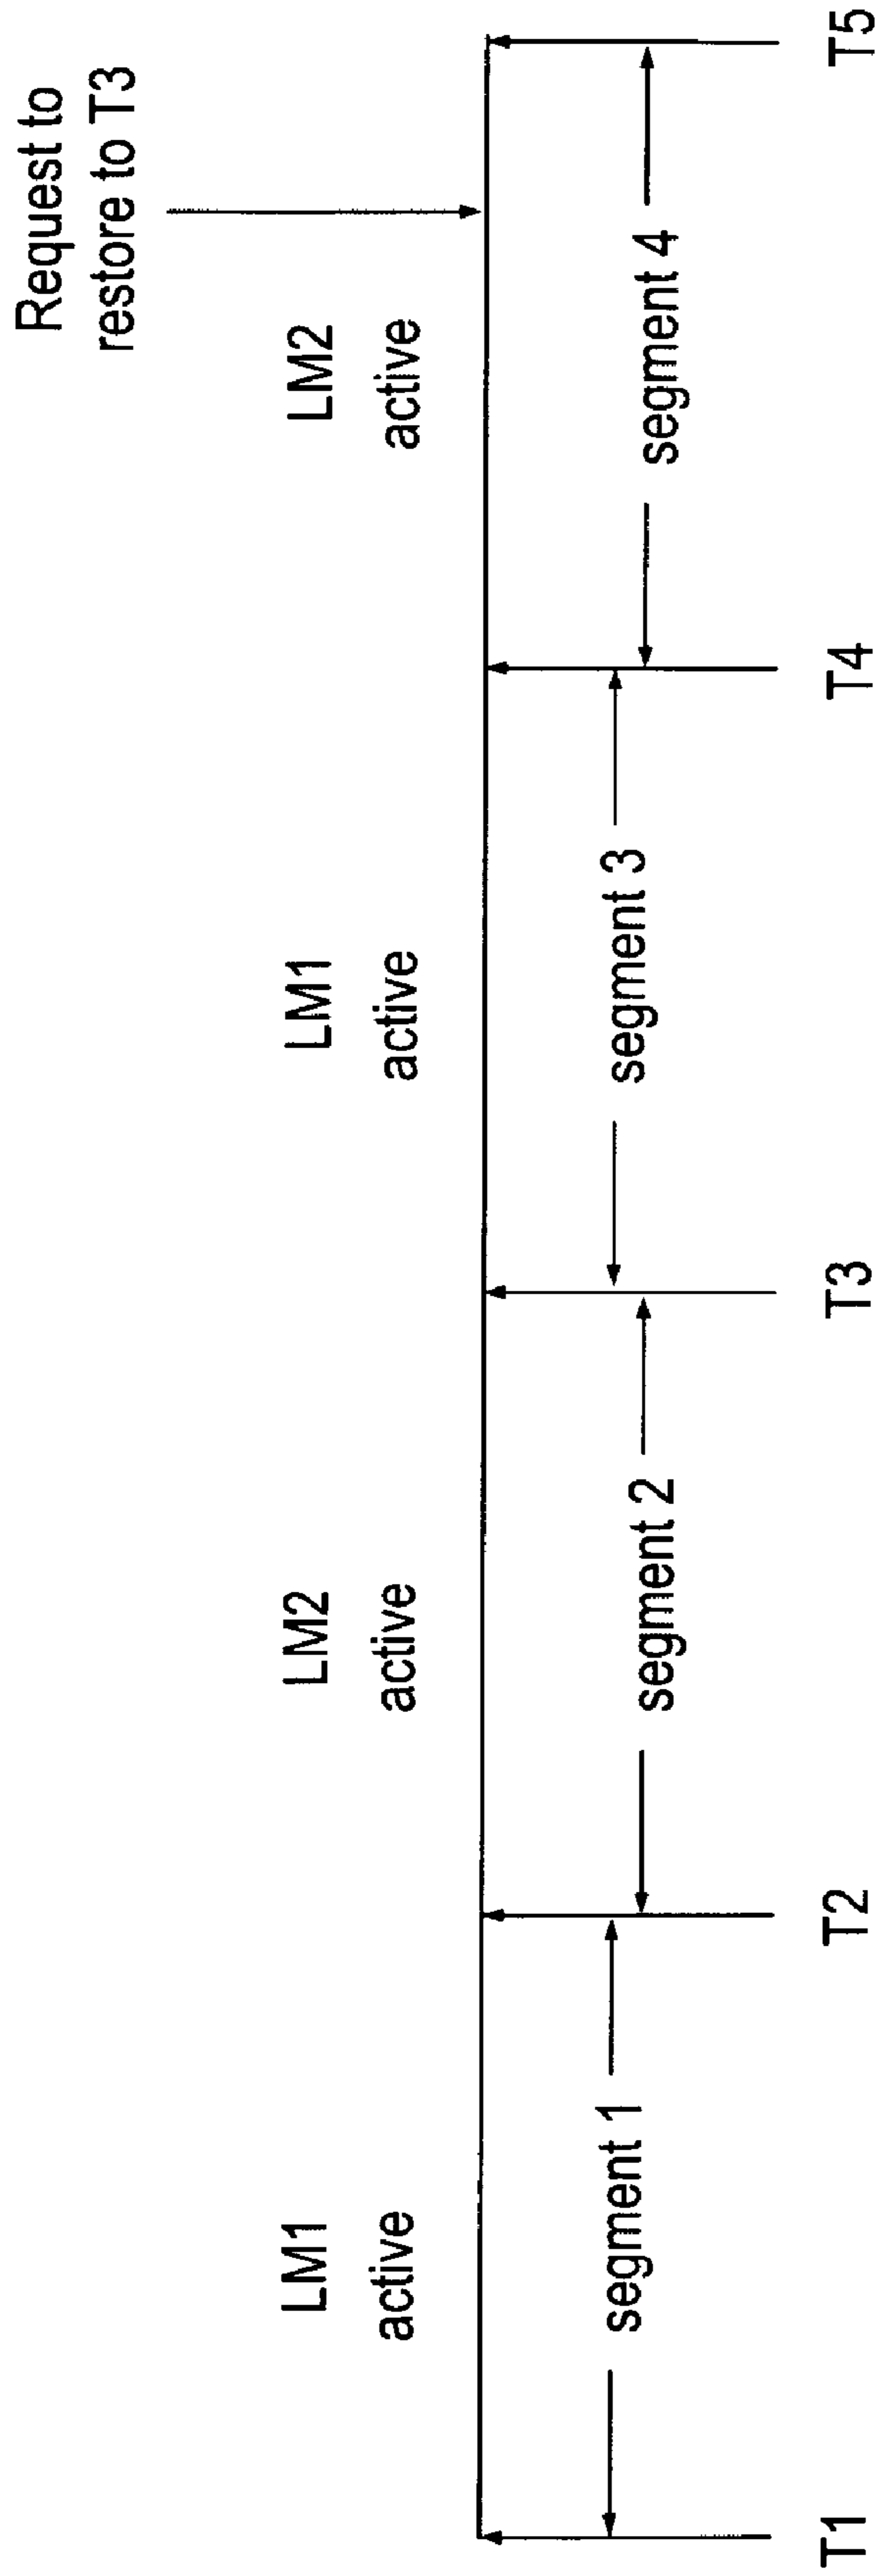 Request to
restore to T3
LM1
active
LM2
active
LM1
active
LM2
active
segment 1
segment 2
segment 3
segment 4
T1
T2
T3
T4
T5